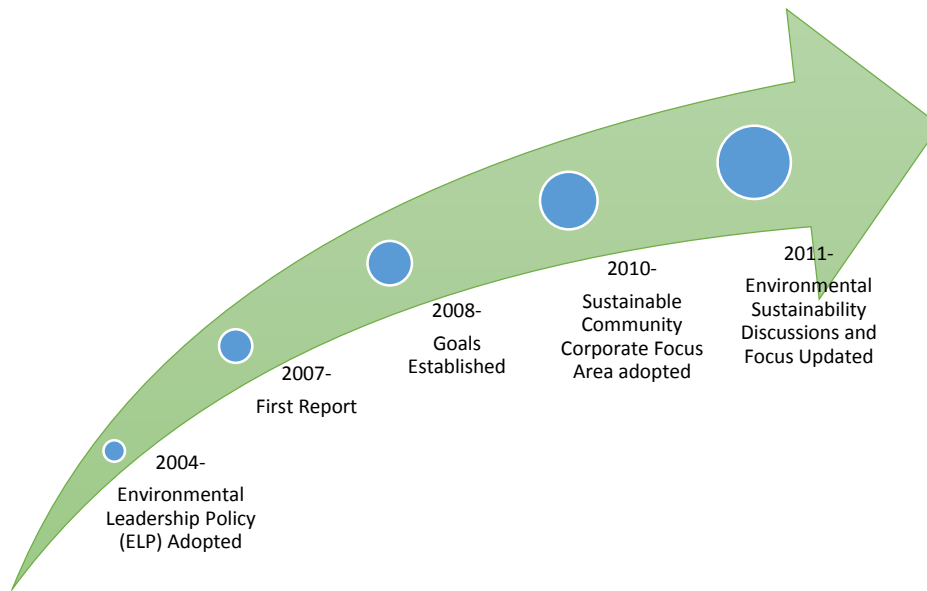 2004-
Environmental
Leadership Policy
(ELP) Adopted
2007-
First Report
2008-
Goals
Established
2010-
Sustainable
Community
Corporate Focus
Area adopted
2011-
Environmental
Sustainability
Discussions and
Focus Updated